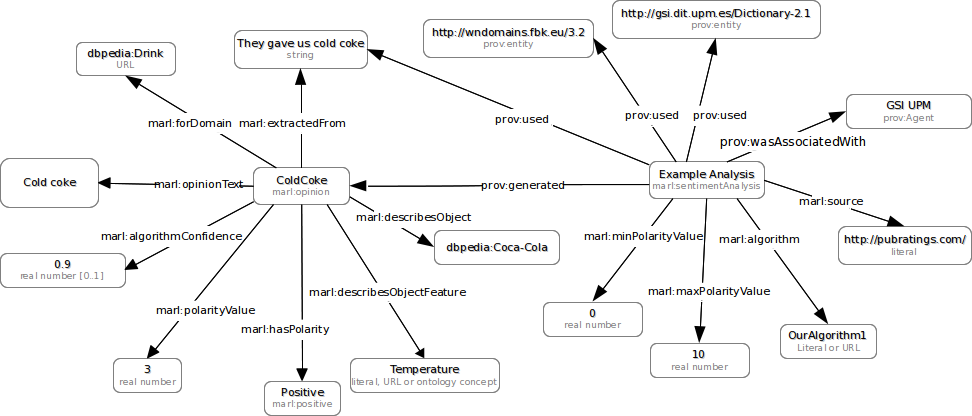 http://gsi.dit.upm.es/Dictionary-2.1
prov:entity
http://wndomains.fbk.eu/3.2
prov:entity
They gave us cold coke
string
dbpedia:Drink
URL
GSI UPM
prov:Agent
prov:used
prov:used
prov:used
marl:forDomain
marl:extractedFrom
prov:wasAssociatedWith
Cold coke
marl:opinionText
ColdCoke
marl:opinion
prov:generated
Example Analysis
marl:sentimentAnalysis
marl:source
marl:describesObject
marl:algorithmConfidence
marl:minPolarityValue
marl:algorithm
http://pubratings.com/
literal
dbpedia:Coca-Cola
0.9
real number [0..1]
marl:describesObjectFeature
marl:maxPolarityValue
marl:polarityValue
0
real number
marl:hasPolarity
OurAlgorithm1
Literal or URL
10
real number
3
real number
Temperature
literal, URL or ontology concept
Positive
marl:positive